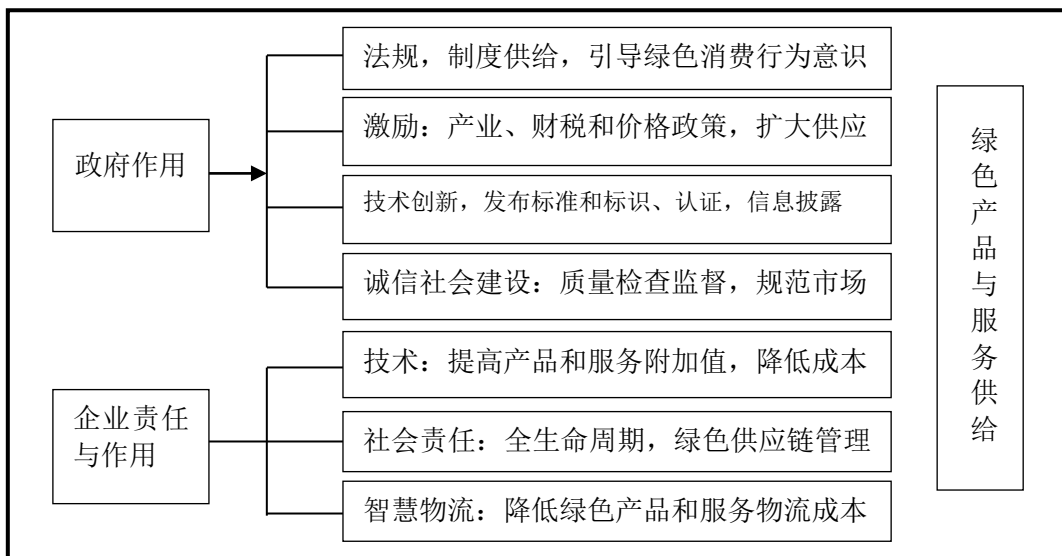 法规，制度供给，引导绿色消费行为意识
政府作用
激励：产业、财税和价格政策，扩大供应
技术创新，发布标准和标识、认证，信息披露
诚信社会建设：质量检查监督，规范市场
企业责任
与作用
技术：提高产品和服务附加值，降低成本
社会责任：全生命周期，绿色供应链管理
智慧物流：降低绿色产品和服务物流成本
绿色产品与服务供给